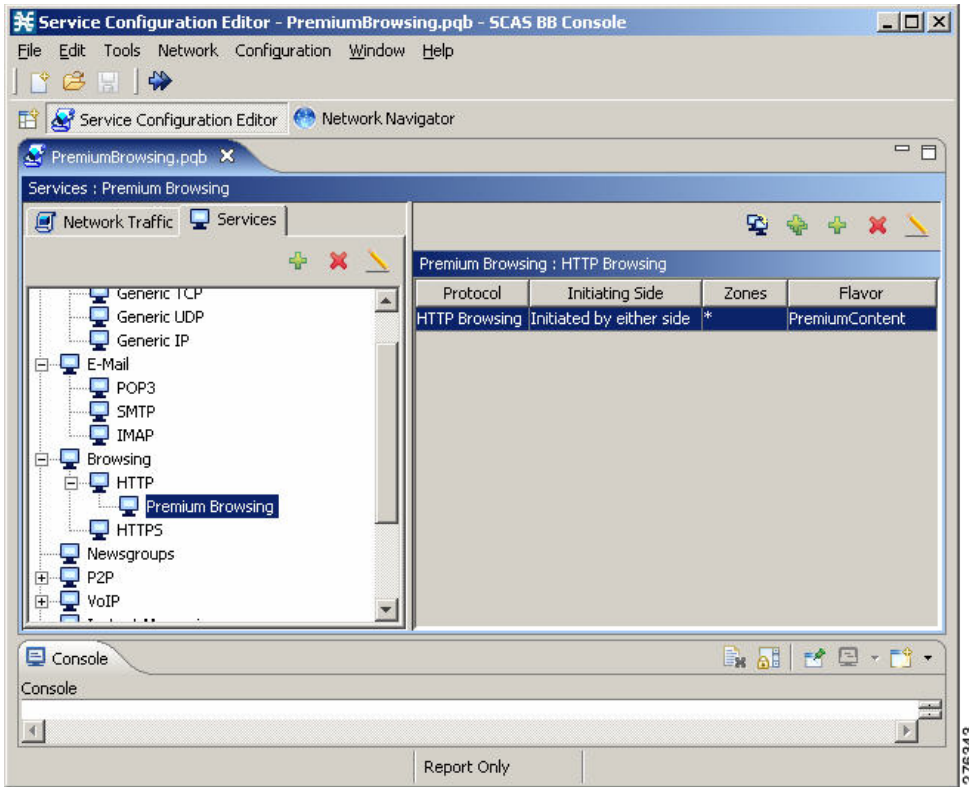 Service Configuration Editor - PremiumBrowsing.pqb - SCAS BB Console
File Edit Tools Network Configuration Window Help
Service Configuration Editor Network Navigator
PremiumBrowsing.pqb
Services : Premium Browsing
Network Traffic Services
Premium Browsing : HTTP Browsing
Protocol Initiating Side Zones Flavor
HTTP Browsing Initiated by either side * PremiumContent
Generic TCP
Generic UDP
Generic IP
E-Mail
POP3
SMTP
IMAP
Browsing
HTTP
Premium Browsing
HTTPS
Newsgroups
P2P
VoIP
Console
Console
Report Only
276343